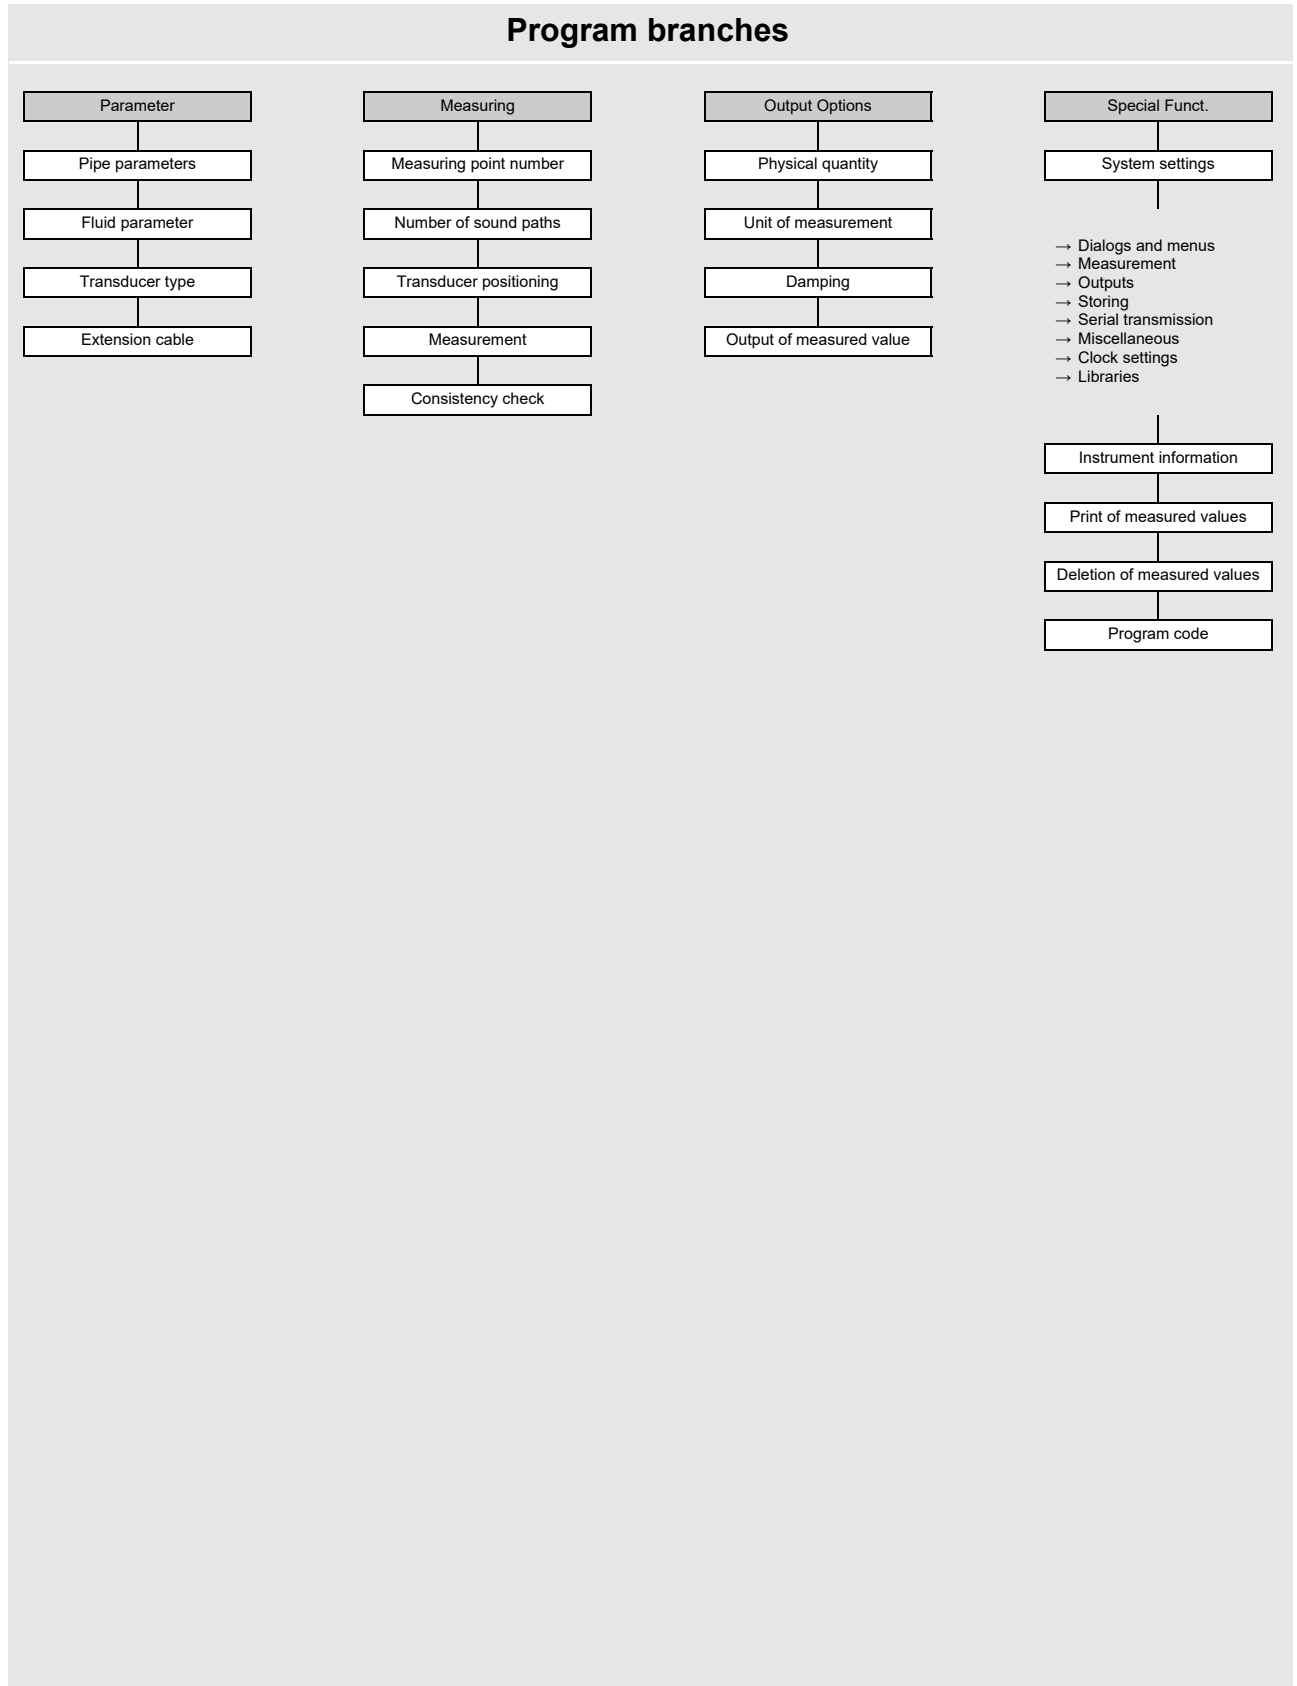 Program branches
Parameter
Pipe parameters
Fluid parameter
Transducer type
Extension cable
Measuring
Measuring point number
Number of sound paths
Transducer positioning
Measurement
Consistency check
Output Options
Physical quantity
Unit of measurement
Damping
Output of measured value
Special Funct.
System settings
→ Dialogs and menus
→ Measurement
→ Outputs
→ Storing
→ Serial transmission
→ Miscellaneous
→ Clock settings
→ Libraries
Instrument information
Print of measured values
Deletion of measured values
Program code